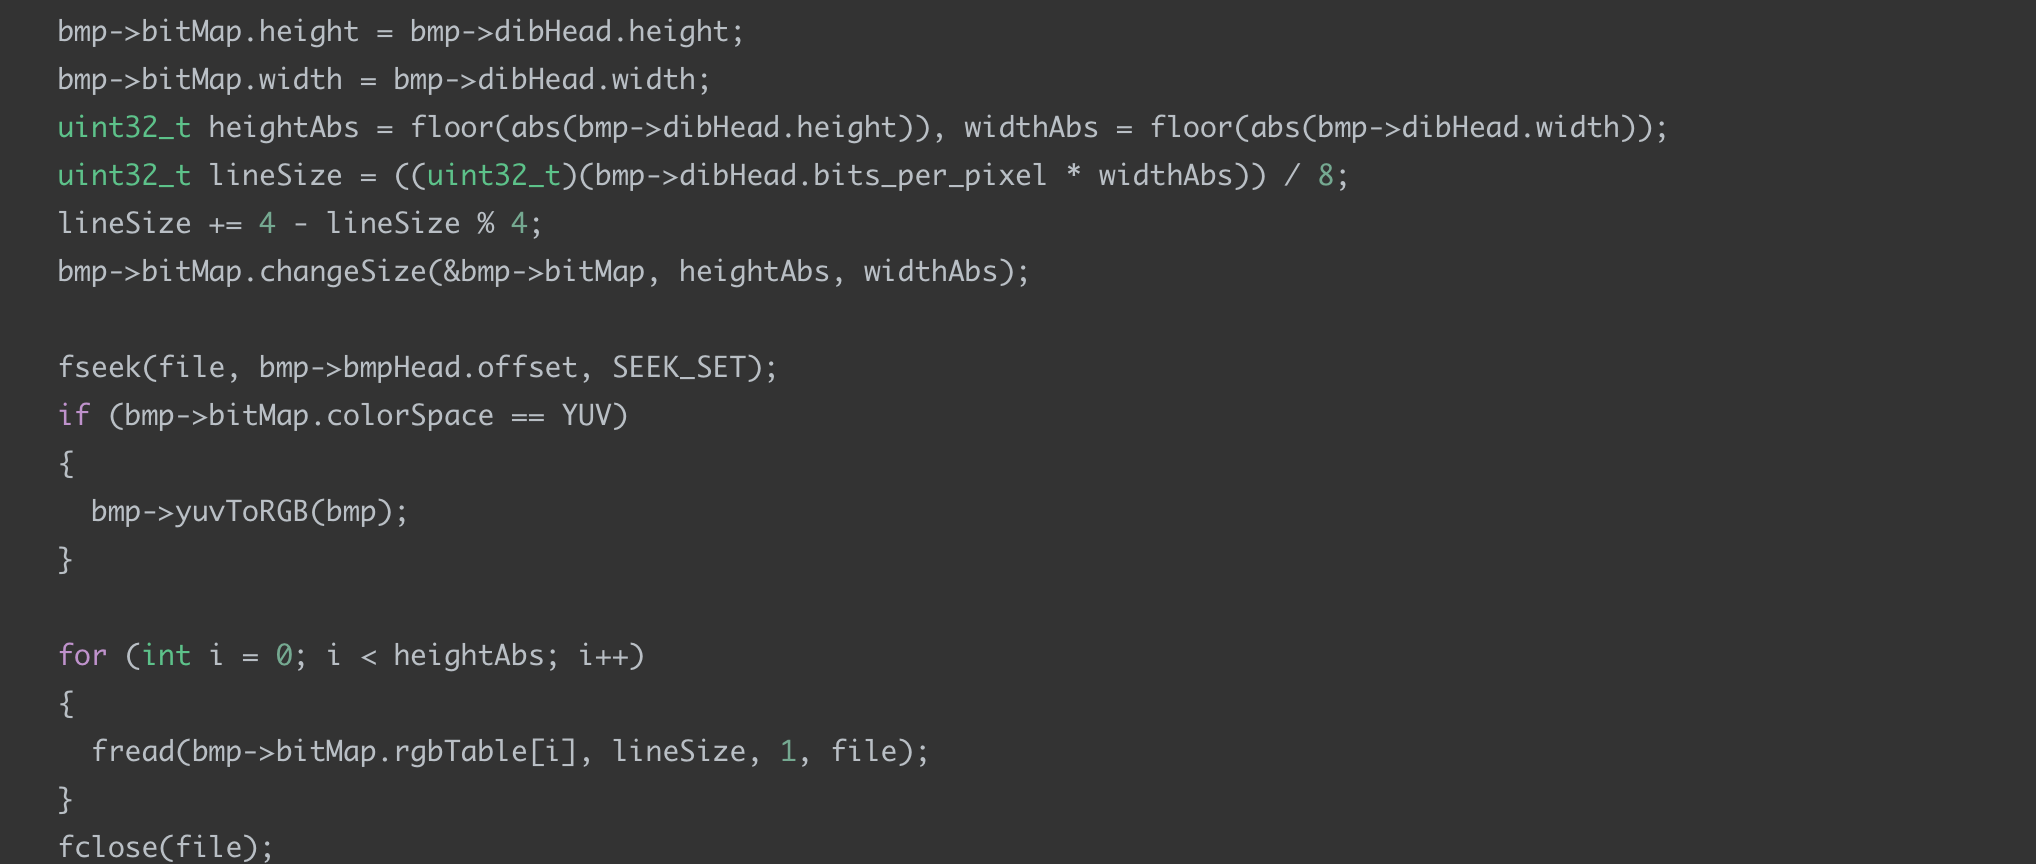 bmp->bitMap.height = bmp->dibHead.height;
bmp->bitMap.width = bmp->dibHead.width;
uint32_t heightAbs = floor(abs(bmp->dibHead.height)), widthAbs = floor(abs(bmp->dibHead.width));
uint32_t lineSize = ((uint32_t)(bmp->dibHead.bits_per_pixel * widthAbs)) / 8;
lineSize += 4 - lineSize % 4;
bmp->bitMap.changeSize(&bmp->bitMap, heightAbs, widthAbs);
fseek(file, bmp->bmpHead.offset, SEEK_SET);
if (bmp->bitMap.colorSpace == YUV)
{
bmp->yuvToRGB(bmp);
}
for (int i = 0; i < heightAbs; i++)
{
fread(bmp->bitMap.rgbTable[i], lineSize, 1, file);
}
fclose(file);